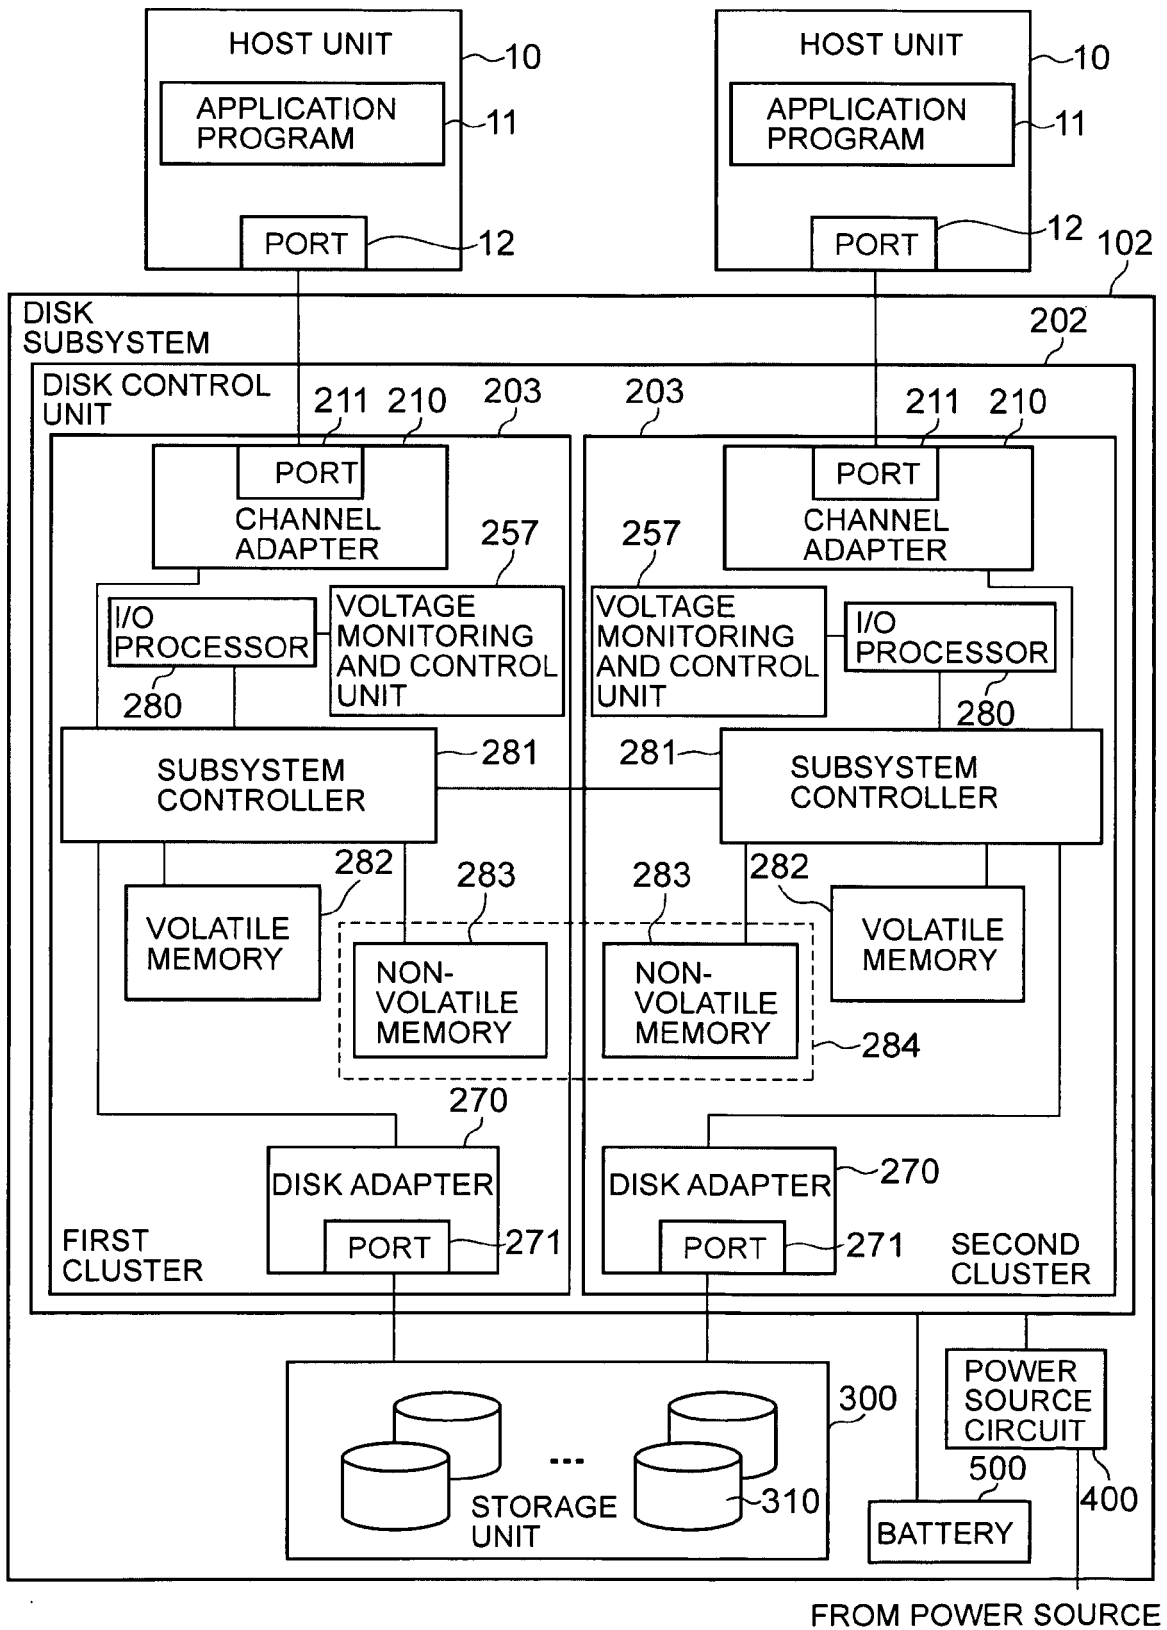 HOST UNIT
10
APPLICATION
PROGRAM
11
PORT
12
HOST UNIT
10
APPLICATION
PROGRAM
11
PORT
12
102
DISK
SUBSYSTEM
202
DISK CONTROL
UNIT
211
210
203
PORT
CHANNEL
ADAPTER
257
I/O
PROCESSOR
280
VOLTAGE
MONITORING
AND CONTROL
UNIT
SUBSYSTEM
CONTROLLER
281
282
VOLATILE
MEMORY
283
NON-
VOLATILE
MEMORY
270
DISK ADAPTER
PORT
271
FIRST
CLUSTER
203
211
210
PORT
CHANNEL
ADAPTER
257
VOLTAGE
MONITORING
AND CONTROL
UNIT
I/O
PROCESSOR
280
281
SUBSYSTEM
CONTROLLER
283
282
VOLATILE
MEMORY
NON-
VOLATILE
MEMORY
284
DISK ADAPTER
270
PORT
271
SECOND
CLUSTER
300
...
310
STORAGE
UNIT
POWER
SOURCE
CIRCUIT
400
500
BATTERY
FROM POWER SOURCE